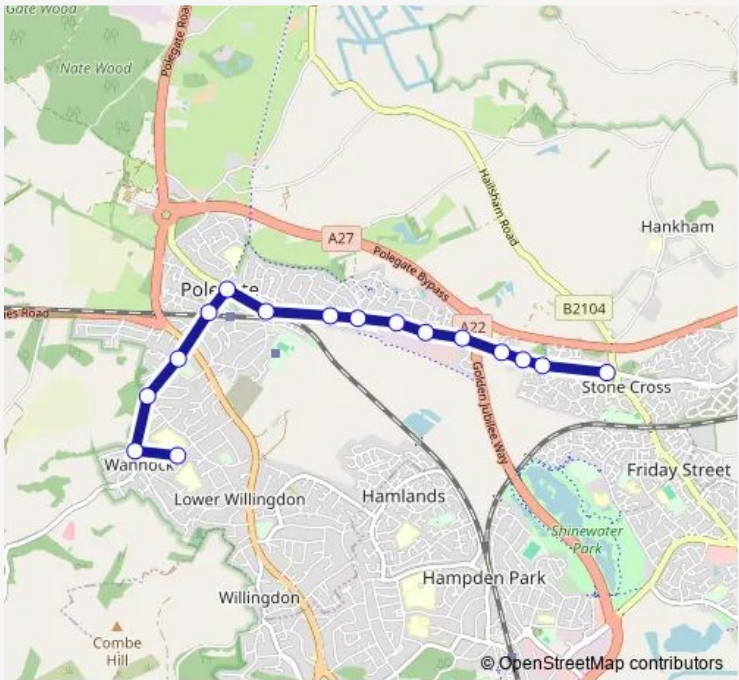 Gate Wood
Nate Wood
Polegate Road
Hailsham Road
Hankham
A27
Polegate Bypass
B2104
Polegate
A22
Stone Cross
Golden Jubilee Way
Wannock
Lower Willingdon
Hamlands
Friday Street
Shinewater
Park
Hampden Park
Willingdon
Combe
Hill
© OpenStreetMap contributors